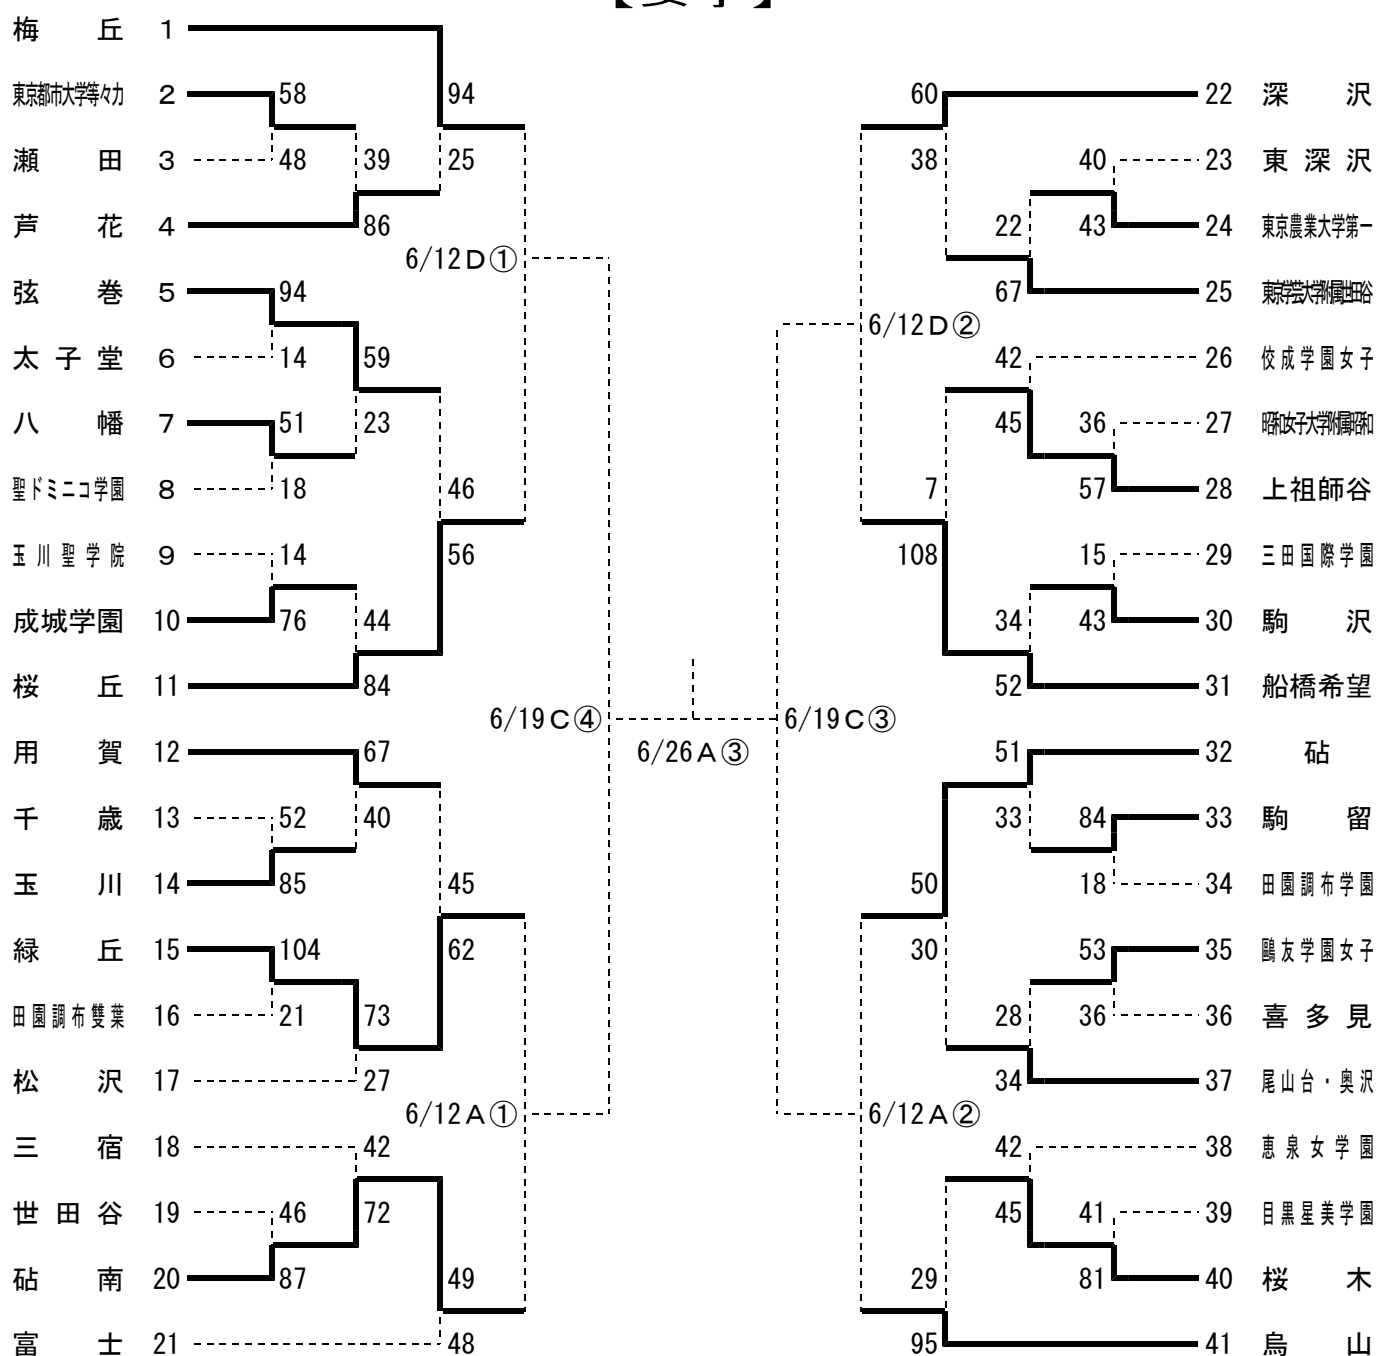 梅丘 1
94
60
22 深沢
東京都市大学等々力 2 58
瀬田 3 48 39 25
38 40 23 東深沢
芦花 4 86
22 43 24 東京農業大学第一
6/12D①
弦巻 5 94
67 25 東京学芸大学附属世田谷
6/12D②
太子堂 6 14 59
42 26 佼成学園女子
八幡 7 51 23
45 36 27 昭和女子大学附属昭和
聖ドミニコ学園 8 18 46
7 57 28 上祖師谷
玉川聖学院 9 14 56
108 15 29 三田国際学園
成城学園 10 76 44
34 43 30 駒沢
桜丘 11 84
52 31 船橋希望
6/19C④
6/19C③
用賀 12 67
6/26A③
51 32 砧
千歳 13 52 40
33 84 33 駒留
玉川 14 85 45
50 18 34 田園調布学園
緑丘 15 104 62
30 53 35 鷗友学園女子
田園調布雙葉 16 21 73
28 36 36 喜多見
松沢 17 27
34 37 尾山台・奥沢
6/12A①
6/12A②
三宿 18 42
42 38 恵泉女学園
世田谷 19 46 72
45 41 39 目黒星美学園
砧南 20 87 49
29 81 40 桜木
富士 21 48
95 41 烏山